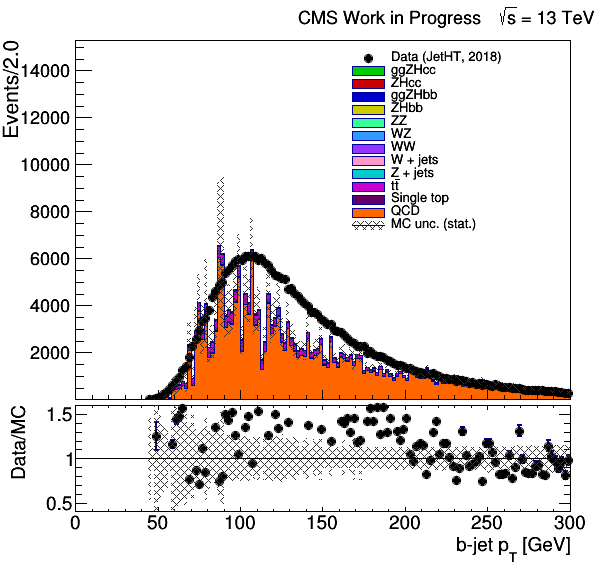 CMS Work in Progress √s = 13 TeV
Events/2.0
14000
12000
10000
8000
6000
4000
2000
Data (JetHT, 2018)
ggZHcc
ZHcc
ggZHbb
ZHbb
ZZ
WZ
WW
W + jets
Z + jets
tt̄
Single top
QCD
MC unc. (stat.)
Data/MC
1.5
1
0.5
0 50 100 150 200 250 300
b-jet pT [GeV]